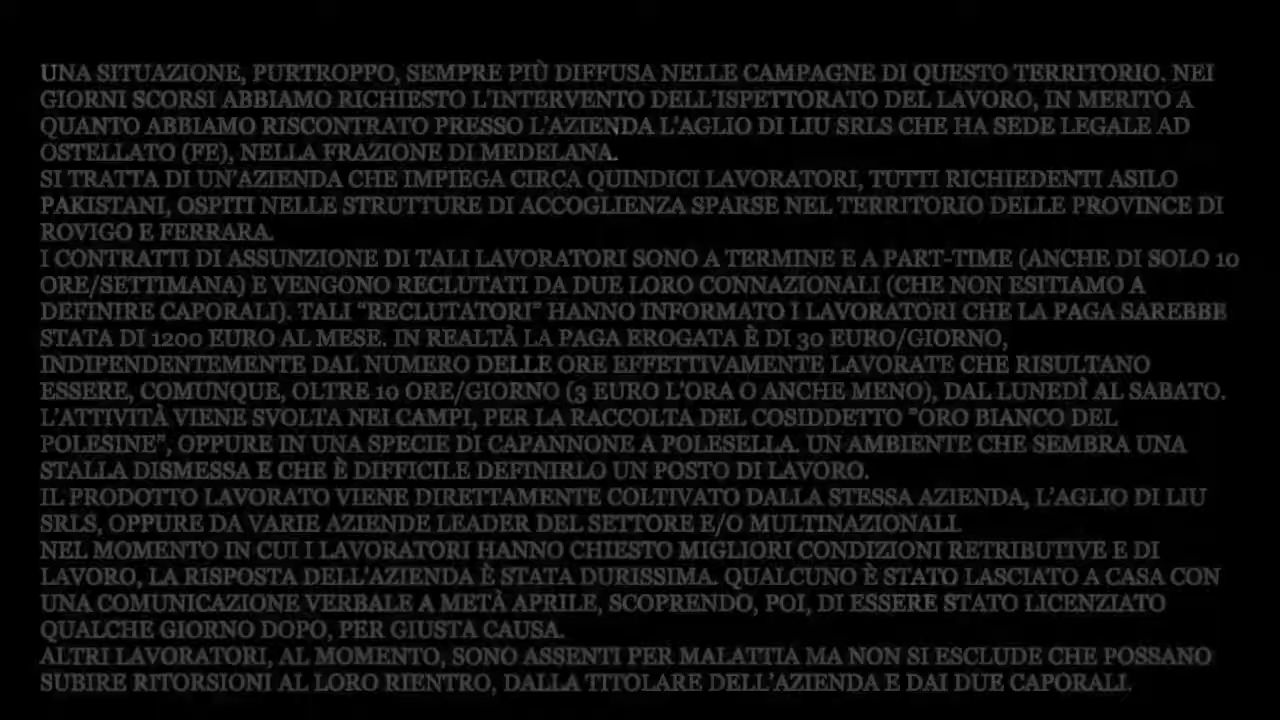 UNA SITUAZIONE, PURTROPPO, SEMPRE PIÙ DIFFUSA NELLE CAMPAGNE DI QUESTO TERRITORIO. NEI
GIORNI SCORSI ABBIAMO RICHIESTO L'INTERVENTO DELL'ISPETTORATO DEL LAVORO, IN MERITO A
QUANTO ABBIAMO RISCONTRATO PRESSO L'AZIENDA L'AGLIO DI LIU SRLS CHE HA SEDE LEGALE AD
OSTELLATO (FE), NELLA FRAZIONE DI MEDELANA.
SI TRATTA DI UN'AZIENDA CHE IMPIEGA CIRCA QUINDICI LAVORATORI, TUTTI RICHIEDENTI ASILO
PAKISTANI, OSPITI NELLE STRUTTURE DI ACCOGLIENZA SPARSE NEL TERRITORIO DELLE PROVINCE DI
ROVIGO E FERRARA.
I CONTRATTI DI ASSUNZIONE DI TALI LAVORATORI SONO A TERMINE E A PART-TIME (ANCHE DI SOLO 10
ORE/SETTIMANA) E VENGONO RECLUTATI DA DUE LORO CONNAZIONALI (CHE NON ESITIAMO A
DEFINIRE CAPORALI). TALI "RECLUTATORI" HANNO INFORMATO I LAVORATORI CHE LA PAGA SAREBBE
STATA DI 1200 EURO AL MESE. IN REALTÀ LA PAGA EROGATA È DI 30 EURO/GIORNO,
INDIPENDENTEMENTE DAL NUMERO DELLE ORE EFFETTIVAMENTE LAVORATE CHE RISULTANO
ESSERE, COMUNQUE, OLTRE 10 ORE/GIORNO (3 EURO L'ORA O ANCHE MENO), DAL LUNEDÌ AL SABATO.
L'ATTIVITÀ VIENE SVOLTA NEI CAMPI, PER LA RACCOLTA DEL COSIDDETTO "ORO BIANCO DEL
POLESINE", OPPURE IN UNA SPECIE DI CAPANNONE A POLESELLA. UN AMBIENTE CHE SEMBRA UNA
STALLA DISMESSA E CHE È DIFFICILE DEFINIRLO UN POSTO DI LAVORO.
IL PRODOTTO LAVORATO VIENE DIRETTAMENTE COLTIVATO DALLA STESSA AZIENDA, L'AGLIO DI LIU
SRLS, OPPURE DA VARIE AZIENDE LEADER DEL SETTORE E/O MULTINAZIONALI.
NEL MOMENTO IN CUI I LAVORATORI HANNO CHIESTO MIGLIORI CONDIZIONI RETRIBUTIVE E DI
LAVORO, LA RISPOSTA DELL'AZIENDA È STATA DURISSIMA. QUALCUNO È STATO LASCIATO A CASA CON
UNA COMUNICAZIONE VERBALE A METÀ APRILE, SCOPRENDO, POI, DI ESSERE STATO LICENZIATO
QUALCHE GIORNO DOPO, PER GIUSTA CAUSA.
ALTRI LAVORATORI, AL MOMENTO, SONO ASSENTI PER MALATTIA MA NON SI ESCLUDE CHE POSSANO
SUBIRE RITORSIONI AL LORO RIENTRO, DALLA TITOLARE DELL'AZIENDA E DAI DUE CAPORALI.